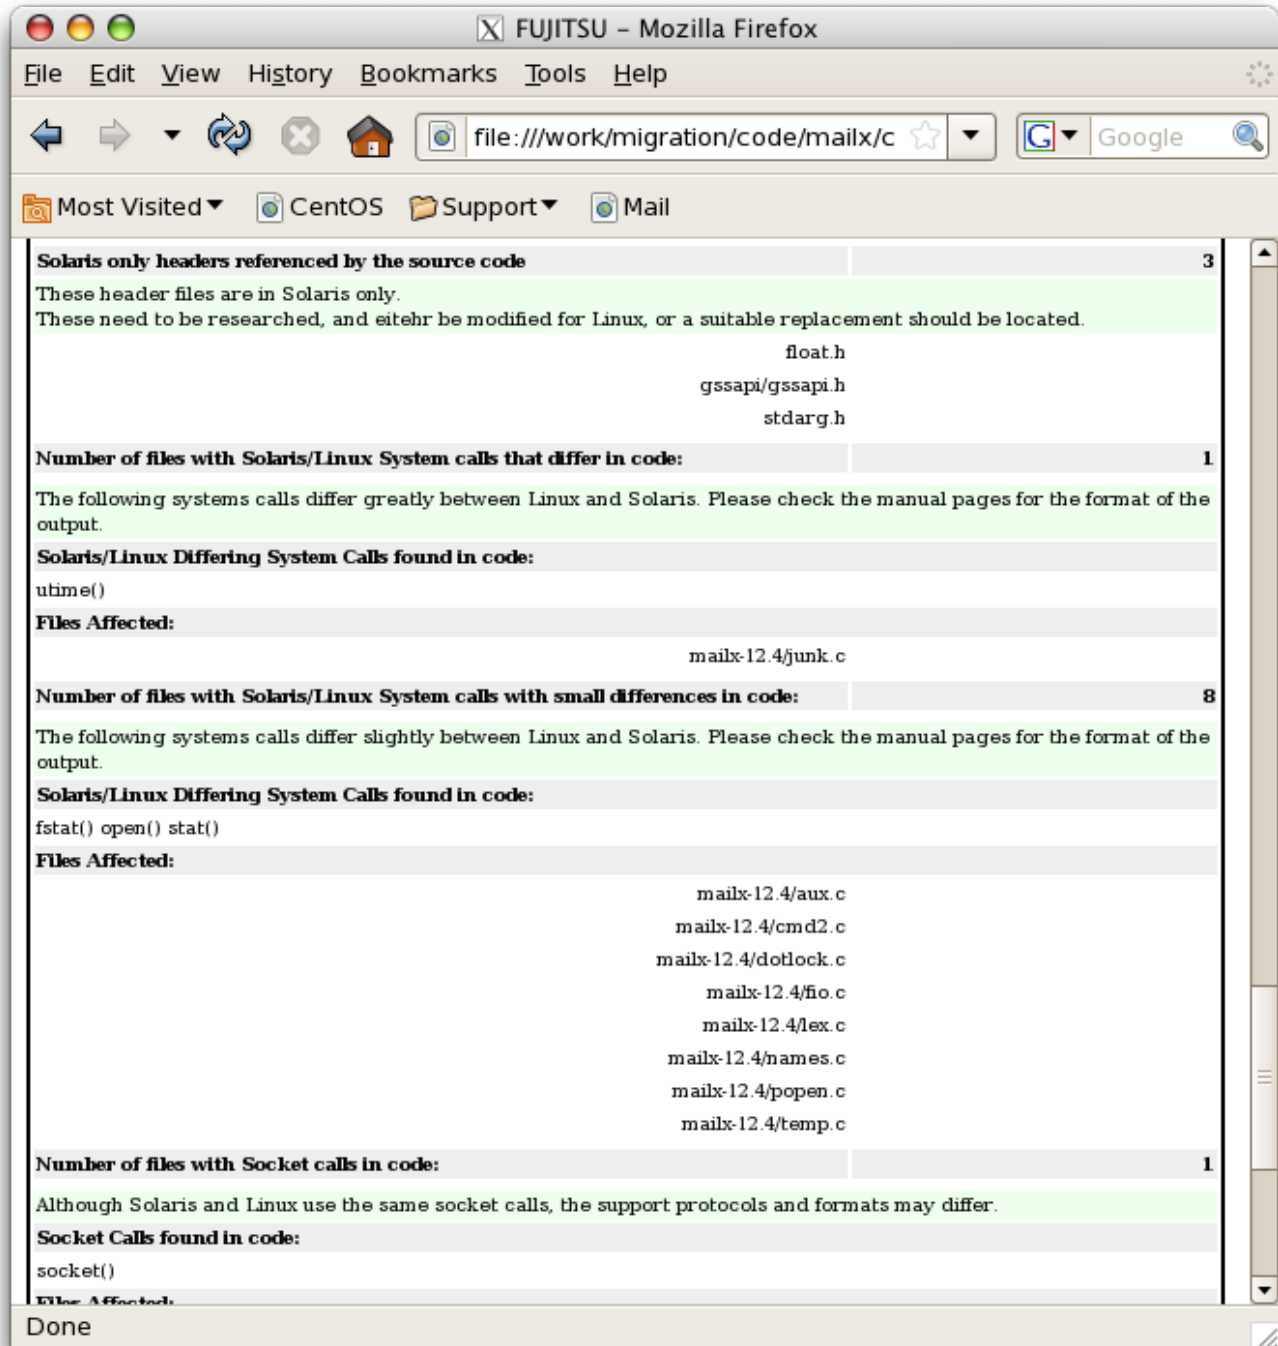 X FUJITSU – Mozilla Firefox
File Edit View History Bookmarks Tools Help
file:///work/migration/code/mailx/c G Google
Most Visited CentOS Support Mail
Solaris only headers referenced by the source code 3
These header files are in Solaris only.
These need to be researched, and eitehr be modified for Linux, or a suitable replacement should be located.
float.h
gssapi/gssapi.h
stdarg.h
Number of files with Solaris/Linux System calls that differ in code: 1
The following systems calls differ greatly between Linux and Solaris. Please check the manual pages for the format of the
output.
Solaris/Linux Differing System Calls found in code:
utime()
Files Affected:
mailx-12.4/junk.c
Number of files with Solaris/Linux System calls with small differences in code: 8
The following systems calls differ slightly between Linux and Solaris. Please check the manual pages for the format of the
output.
Solaris/Linux Differing System Calls found in code:
fstat() open() stat()
Files Affected:
mailx-12.4/aux.c
mailx-12.4/cmd2.c
mailx-12.4/dotlock.c
mailx-12.4/fio.c
mailx-12.4/lex.c
mailx-12.4/names.c
mailx-12.4/popen.c
mailx-12.4/temp.c
Number of files with Socket calls in code: 1
Although Solaris and Linux use the same socket calls, the support protocols and formats may differ.
Socket Calls found in code:
socket()
Files Affected:
Done